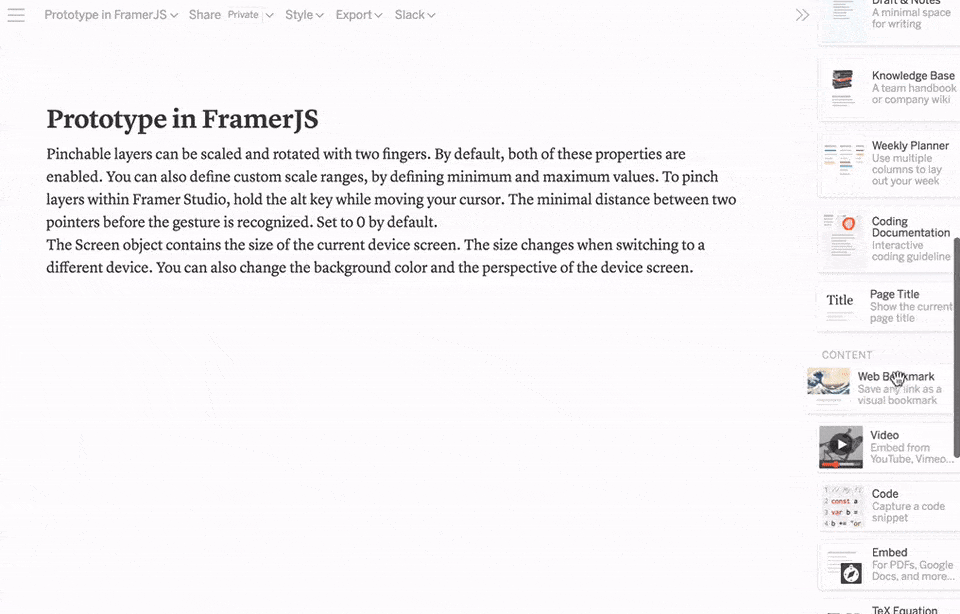 Prototype in FramerJS Share Private Style Export Slack
Prototype in FramerJS
Pinchable layers can be scaled and rotated with two fingers. By default, both of these properties are
enabled. You can also define custom scale ranges, by defining minimum and maximum values. To pinch
layers within Framer Studio, hold the alt key while moving your cursor. The minimal distance between two
pointers before the gesture is recognized. Set to 0 by default.
The Screen object contains the size of the current device screen. The size changes when switching to a
different device. You can also change the background color and the perspective of the device screen.
Draft & Notes
A minimal space
for writing
Knowledge Base
A team handbook
or company wiki
Weekly Planner
Use multiple
columns to lay
out your week
Coding
Documentation
Interactive
coding guideline
Title
Page Title
Show the current
page title
CONTENT
Web Bookmark
Save any link as a
visual bookmark
Video
Embed from
YouTube, Vimeo...
2 const a
3 var b =
4 b += "or
Code
Capture a code
snippet
Embed
For PDFs, Google
Docs, and more...
TeX Equation